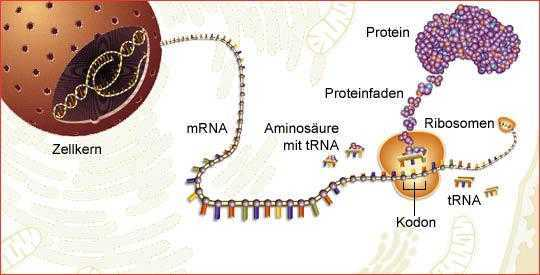 Protein
Proteinfaden
Ribosomen
mRNA
Aminosäure
mit tRNA
Zellkern
tRNA
Kodon